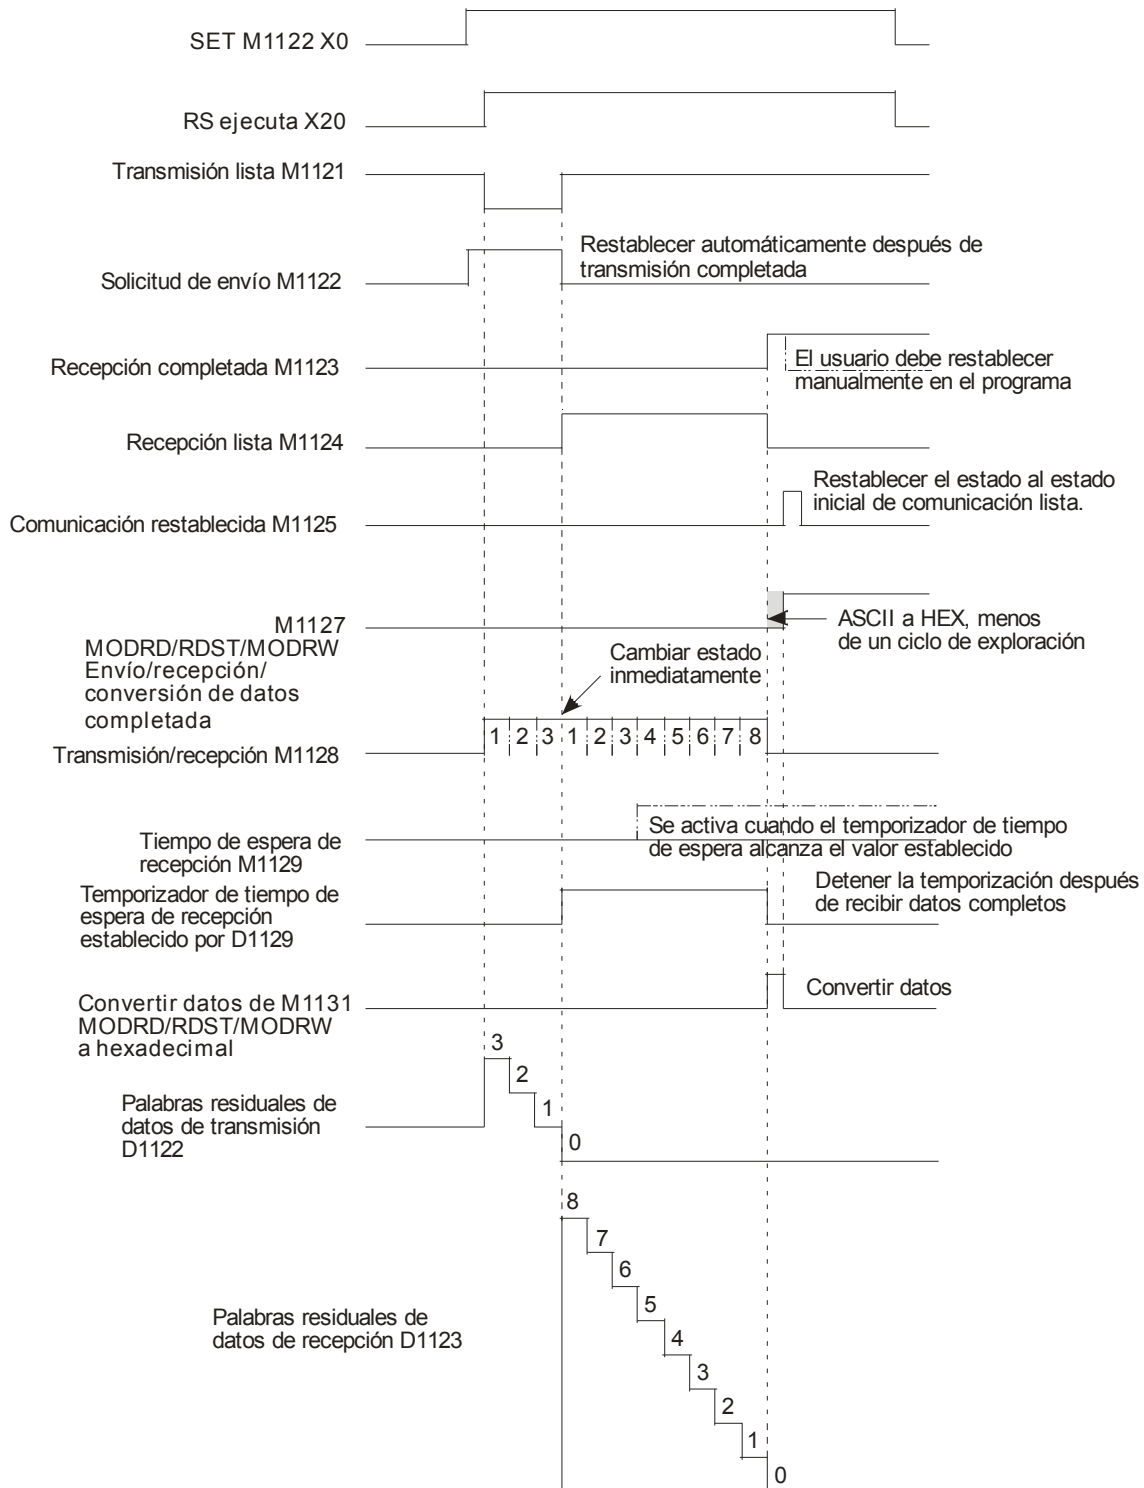 SET M1122 X0
RS ejecuta X20
Transmisión lista M1121
Restablecer automáticamente después de
transmisión completada
Solicitud de envío M1122
El usuario debe restablecer
manualmente en el programa
Recepción completada M1123
Recepción lista M1124
Restablecer el estado al estado
inicial de comunicación lista.
Comunicación restablecida M1125
M1127
MODRD/RDST/MODRW
Envío/recepción/
conversión de datos
completada
ASCII a HEX, menos
de un ciclo de exploración
Cambiar estado
inmediatamente
Transmisión/recepción M1128
1 2 3 1 2 3 4 5 6 7 8
Tiempo de espera de
recepción M1129
Se activa cuando el temporizador de tiempo
de espera alcanza el valor establecido
Temporizador de tiempo de
espera de recepción
establecido por D1129
Detener la temporización después
de recibir datos completos
Convertir datos de M1131
MODRD/RDST/MODRW
a hexadecimal
Convertir datos
Palabras residuales de
datos de transmisión
D1122
3
2
1
0
Palabras residuales de
datos de recepción D1123
8
7
6
5
4
3
2
1
0